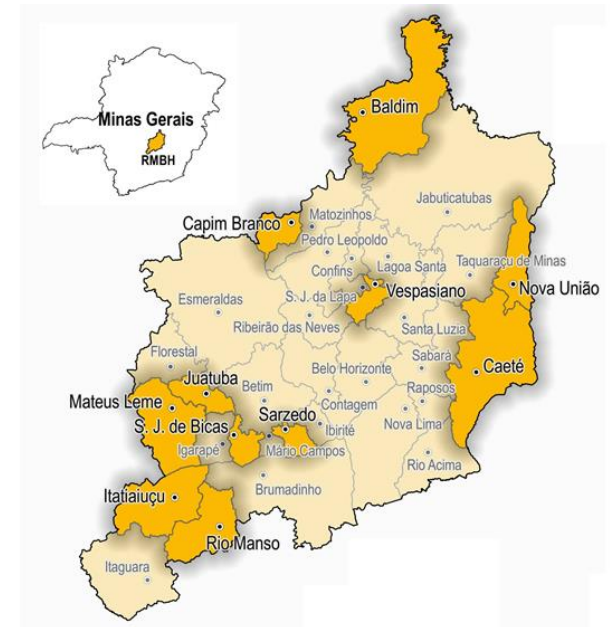 Minas Gerais
RMBH
Baldim
Jabuticatubas
Capim Branco
Matozinhos
Pedro Leopoldo
Confins
Lagoa Santa
Taquaraçu de Minas
Nova União
Esmeraldas
S. J. da Lapa
Vespasiano
Ribeirão das Neves
Santa Luzia
Florestal
Sabará
Caeté
Juatuba
Betim
Belo Horizonte
Raposos
Mateus Leme
Contagem
Sarzedo
S. J. de Bicas
Ibirité
Nova Lima
Igarapé
Mário Campos
Rio Acima
Itatiaiuçu
Brumadinho
Rio Manso
Itaguara